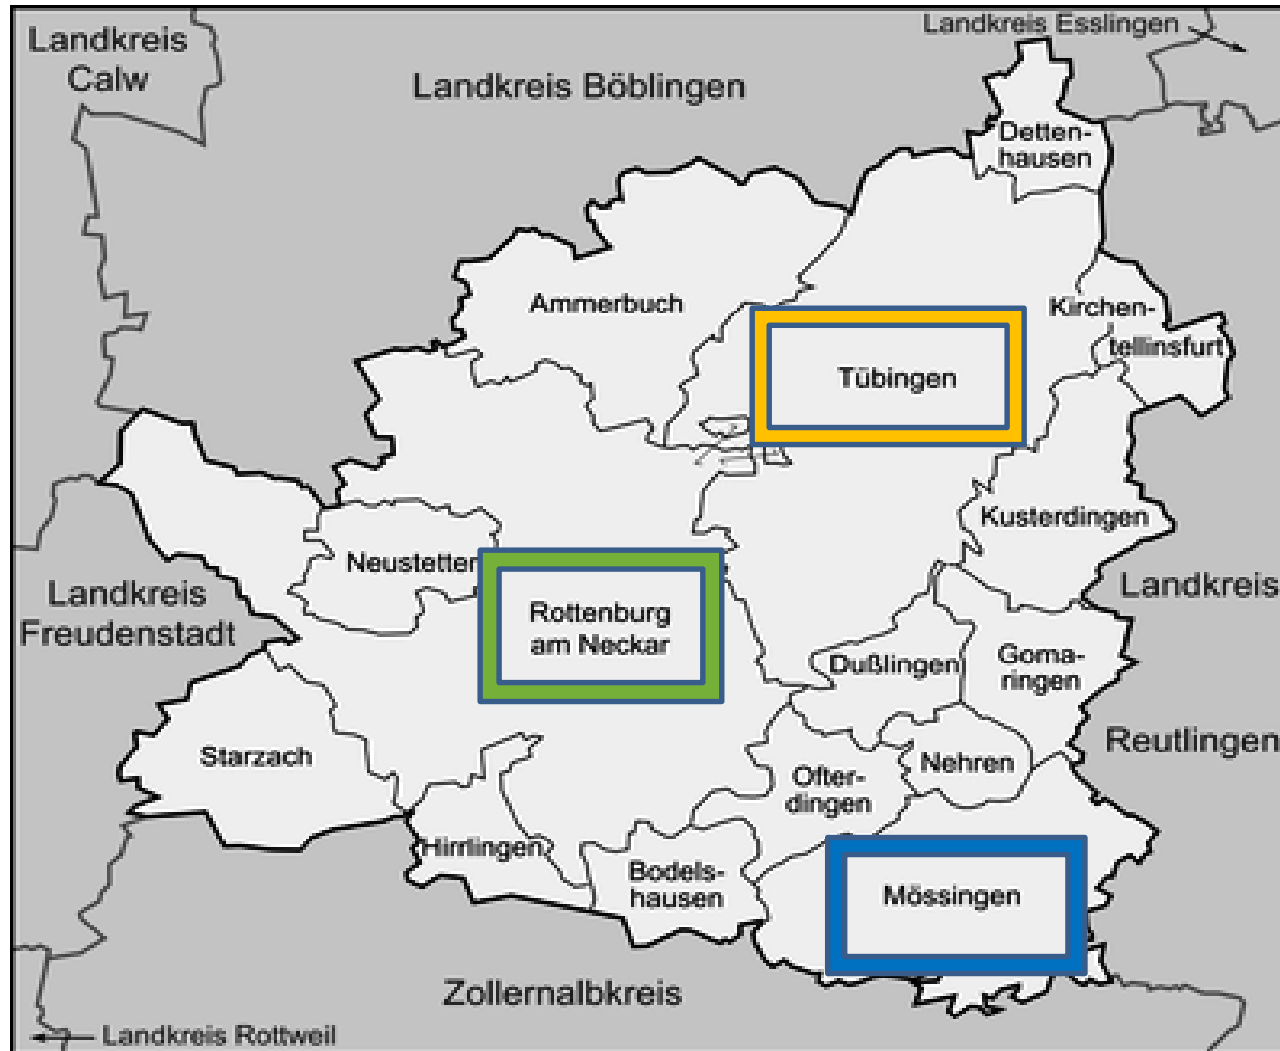 Landkreis Esslingen
Landkreis
Calw
Landkreis Böblingen
Detten-
hausen
Ammerbuch
Kirchen-
tellinsfurt
Tübingen
Kusterdingen
Neustetten
Landkreis
Freudenstadt
Rottenburg
am Neckar
Landkreis
Reutlingen
Dußlingen
Goma-
ringen
Starzach
Nehren
Ofter-
dingen
Hirrlingen
Bodels-
hausen
Mössingen
Zollernalbkreis
Landkreis Rottweil